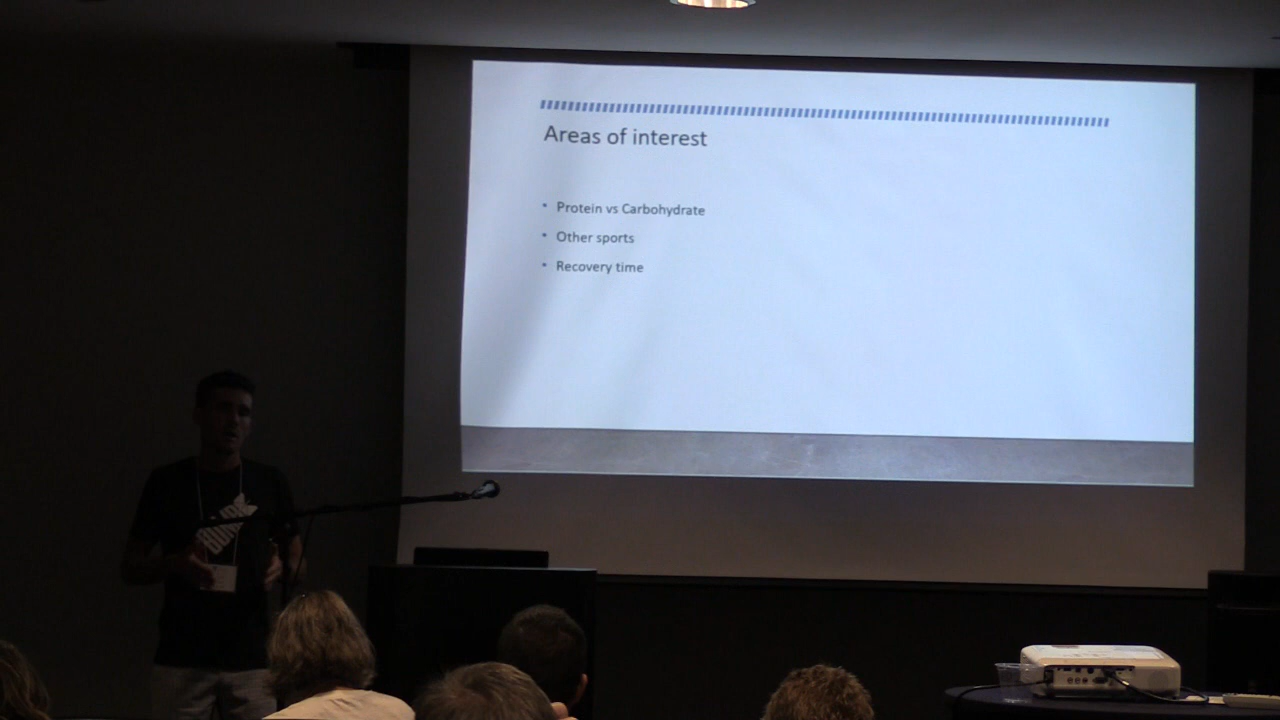 Areas of interest
• Protein vs Carbohydrate
• Other sports
• Recovery time